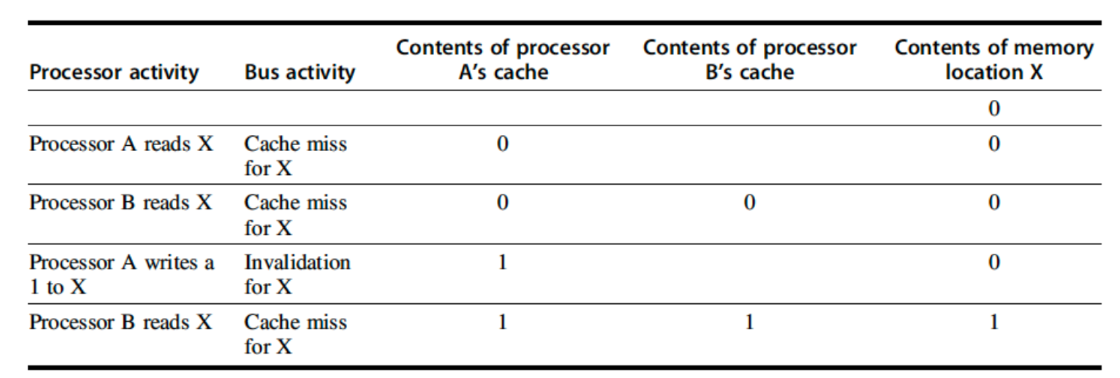 Contents of processor Contents of processor Contents of memory
Processor activity Bus activity A's cache B's cache location X
0
Processor A reads X Cache miss 0 0
for X
Processor B reads X Cache miss 0 0 0
for X
Processor A writes a Invalidation 1 0
1 to X for X
Processor B reads X Cache miss 1 1 1
for X